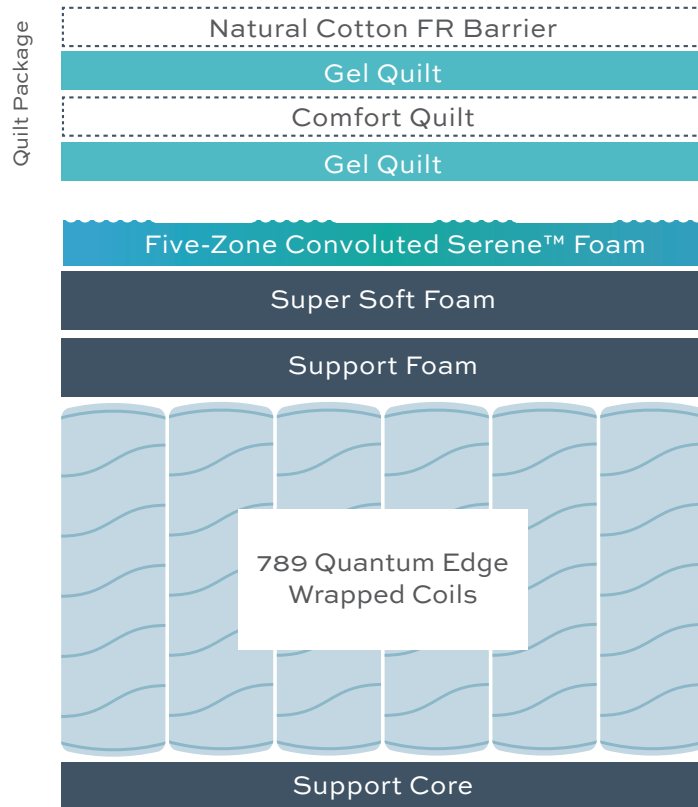 Quilt Package
Natural Cotton FR Barrier
Gel Quilt
Comfort Quilt
Gel Quilt
Five-Zone Convoluted Serene™ Foam
Super Soft Foam
Support Foam
789 Quantum Edge
Wrapped Coils
Support Core